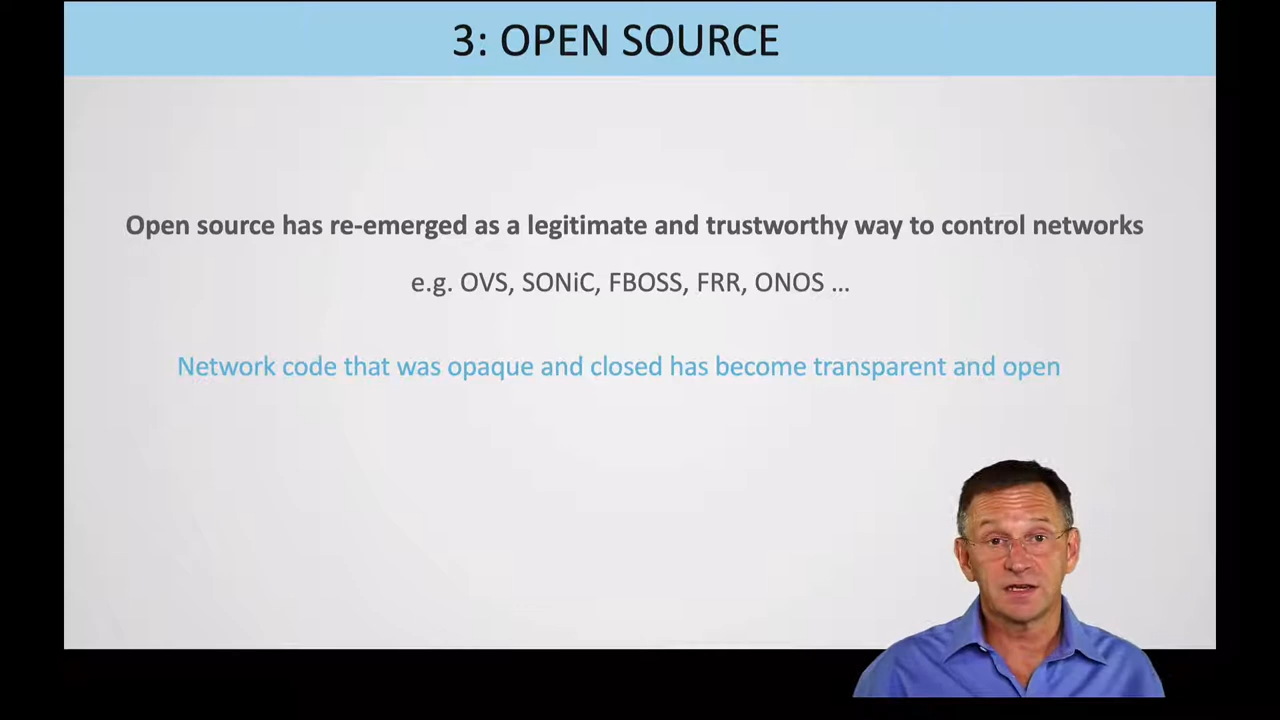 3: OPEN SOURCE
Open source has re-emerged as a legitimate and trustworthy way to control networks
e.g. OVS, SONiC, FBOSS, FRR, ONOS ...
Network code that was opaque and closed has become transparent and open